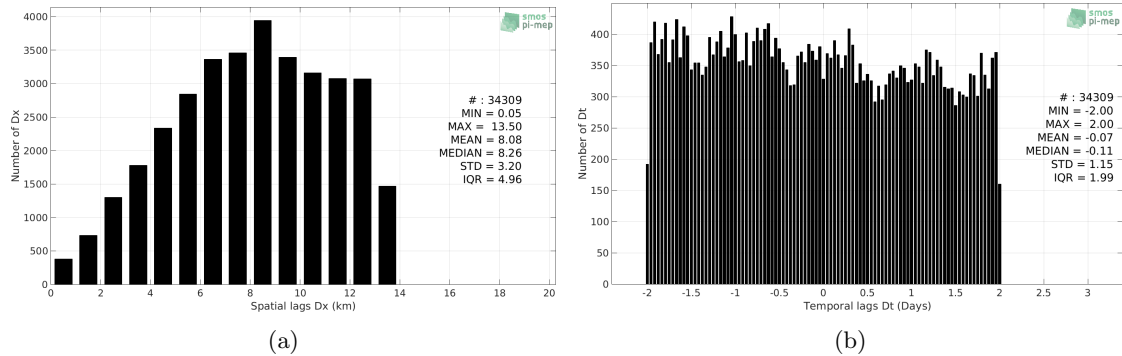 smos
pi-mep
4000
3500
3000
2500
2000
1500
1000
500
0
Number of Dx
# : 34309
MIN = 0.05
MAX = 13.50
MEAN = 8.08
MEDIAN = 8.26
STD = 3.20
IQR = 4.96
0 2 4 6 8 10 12 14 16 18 20
Spatial lags Dx (km)
(a)
smos
pi-mep
400
350
300
250
200
150
100
50
0
Number of Dt
# : 34309
MIN = -2.00
MAX = 2.00
MEAN = -0.07
MEDIAN = -0.11
STD = 1.15
IQR = 1.99
-2 -1.5 -1 -0.5 0 0.5 1 1.5 2 2.5 3
Temporal lags Dt (Days)
(b)